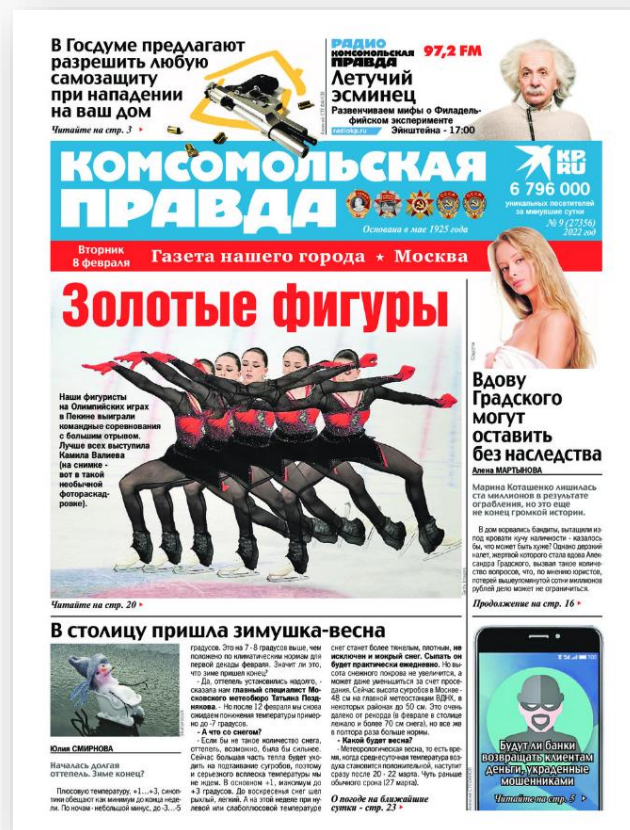 В Госдуме предлагают
разрешить любую
самозащиту
при нападении
на ваш дом
Читайте на стр. 3
РАДИО
КОМСОМОЛЬСКАЯ
ПРАВДА
97,2 FM
Летучий
эсминец
Развенчиваем мифы о Филадель-
фийском эксперименте
radiokp.ru
Эйнштейна - 17:00
КОМСОМОЛЬСКАЯ
ПРАВДА
Основана в мае 1925 года
KP.
RU
6 796 000
уникальных посетителей
за минувшие сутки
№ 9 (27356)
2022 год
Вторник
8 февраля
Газета нашего города ★ Москва
Золотые фигуры
Наши фигуристы
на Олимпийских играх
в Пекине выиграли
командные соревнования
с большим отрывом.
Лучше всех выступила
Камила Валиева
(на снимке -
вот в такой
необычной
фотораскад-
ровке).
Читайте на стр. 20
Вдову
Градского
могут
оставить
без наследства
Алена МАРТЫНОВА
Марина Коташенко лишилась
ста миллионов в результате
ограбления, но это еще
не конец громкой истории.
В дом ворвались бандиты, вытащили из-
под кровати кучу наличности - казалось
бы, что может быть хуже? Однако дерзкий
налет, жертвой которого стала вдова Алек-
сандра Градского, вызвал такое количе-
ство вопросов, что, по мнению юристов,
потерей вышеупомянутой сотни миллионов
рублей дело может не ограничиться.
Продолжение на стр. 16
В столицу пришла зимушка-весна
Юлия СМИРНОВА
Началась долгая
оттепель. Зиме конец?
Плюсовую температуру, +1...+3, синоп-
тики обещают как минимум до конца неде-
ли. По ночам - небольшой минус, до -3...-5
градусов. Это на 7 - 8 градусов выше, чем
положено по климатическим нормам для
первой декады февраля. Значит ли это,
что зиме пришел конец?
- Да, оттепель установилась надолго, -
сказала нам главный специалист Мо-
сковского метеобюро Татьяна Позд-
някова. - Но после 12 февраля мы снова
ожидаем понижения температуры пример-
но до -7 градусов.
- А что со снегом?
- Если бы не такое количество снега,
оттепель, возможно, была бы сильнее.
Сейчас большая часть тепла будет ухо-
дить на подтаивание сугробов, поэтому
и серьезного всплеска температуры мы
не ждем. В основном +1, максимум до
+3 градусов. До воскресенья снег шел
рыхлый, легкий. А на этой неделе при ну-
левой или слабоплюсовой температуре
снег станет более тяжелым, плотным, не
исключен и мокрый снег. Сыпать он
будет практически ежедневно. Но вы-
сота снежного покрова не увеличится, а
может даже уменьшиться за счет просе-
дания. Сейчас высота сугробов в Москве -
48 см на главной метеостанции ВДНХ, в
некоторых районах до 50 см. Это очень
далеко от рекорда (в феврале в столице
лежало и более 70 см снега), но все же
в полтора раза больше нормы.
- Какой будет весна?
- Метеорологическая весна, то есть вре-
мя, когда среднесуточная температура воз-
духа становится положительной, наступит
сразу после 20 - 22 марта. Чуть раньше
обычного срока (27 марта).
О погоде на ближайшие
сутки - стр. 23
Будут ли банки
возвращать клиентам
деньги, украденные
мошенниками
Читайте на стр. 5